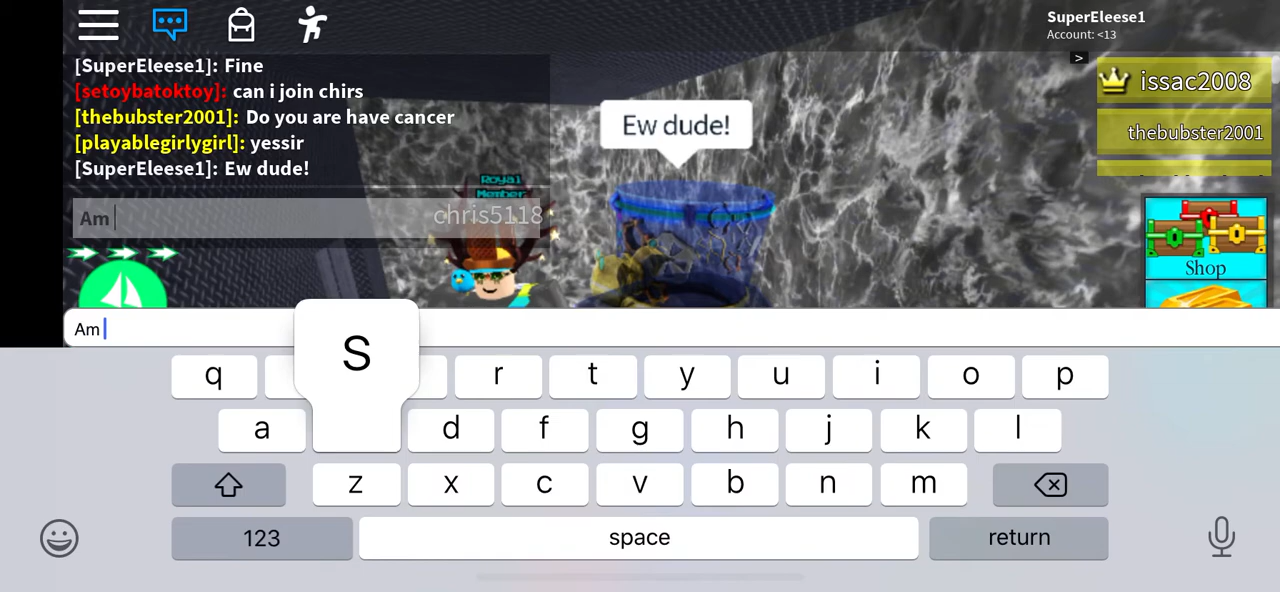 SuperEleese1
Account: <13
[SuperEleese1]: Fine
[setoybatoktoy]: can i join chirs
[thebubster2001]: Do you are have cancer
[playablegirlygirl]: yessir
[SuperEleese1]: Ew dude!
Am
chris5118
Royal
Member
Ew dude!
>
issac2008
thebubster2001
Shop
Am
S
q r t y u i o p
a d f g h j k l
z x c v b n m
123 space return